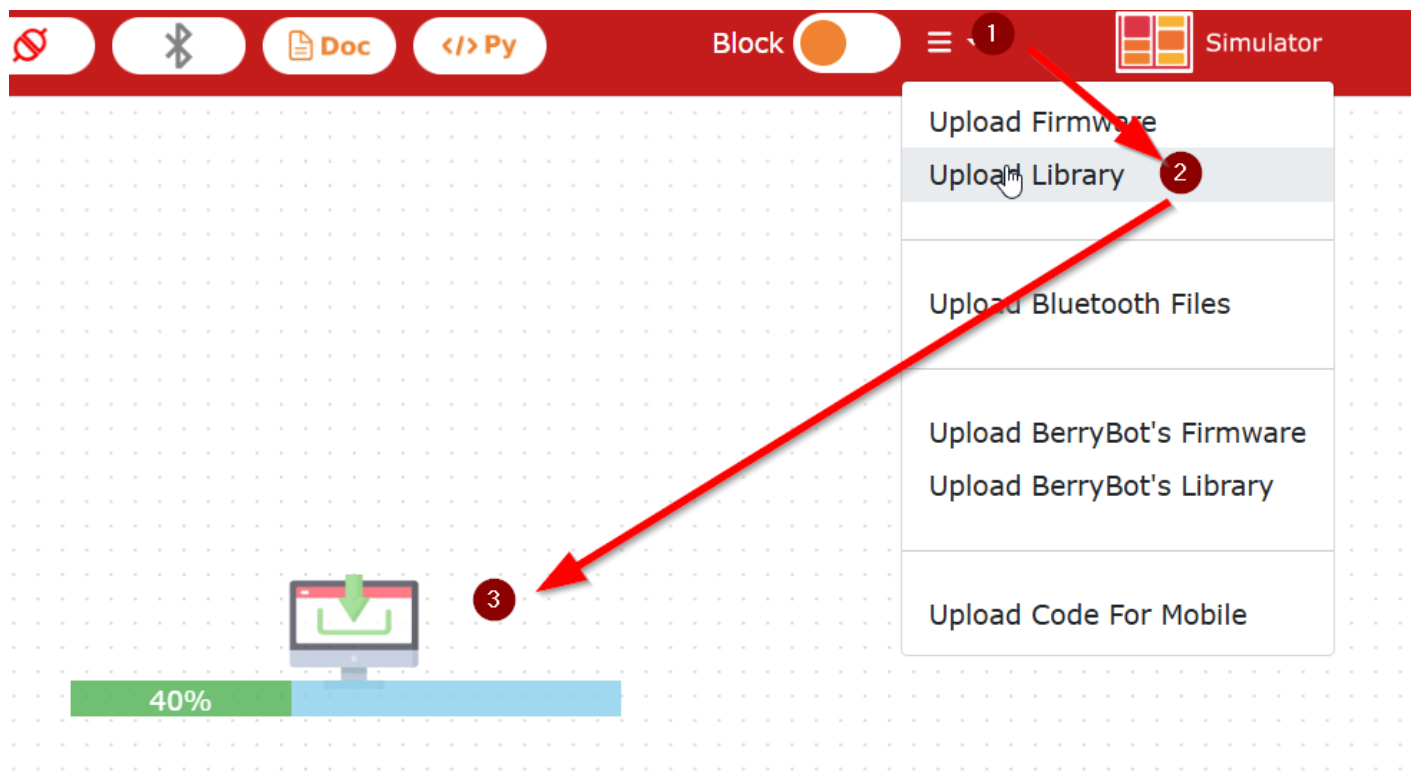 Doc
</> Py
Block
1
Simulator
Upload Firmware
Upload Library
2
Upload Bluetooth Files
Upload BerryBot's Firmware
Upload BerryBot's Library
3
Upload Code For Mobile
40%